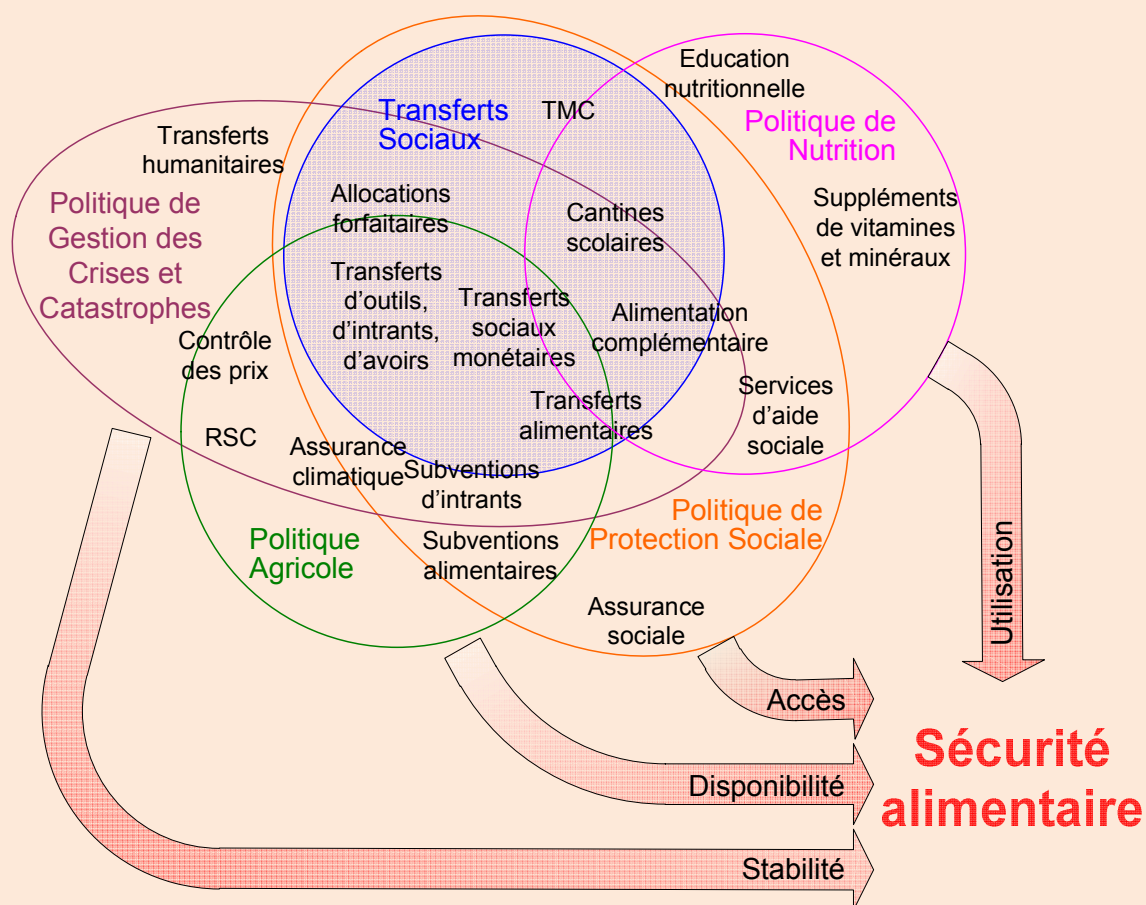 Education
nutritionnelle
Transferts
Sociaux
TMC
Politique de
Nutrition
Transferts
humanitaires
Allocations
forfaitaires
Cantines
scolaires
Suppléments
de vitamines
et minéraux
Politique de
Gestion des
Crises et
Catastrophes
Transferts
d'outils,
d'intrants,
d'avoirs
Transferts
sociaux
monétaires
Alimentation
complémentaire
Contrôle
des prix
Services
d'aide
sociale
Transferts
alimentaires
RSC
Assurance
climatique
Subventions
d'intrants
Politique de
Protection Sociale
Politique
Agricole
Subventions
alimentaires
Assurance
sociale
Utilisation
Accès
Sécurité
alimentaire
Disponibilité
Stabilité